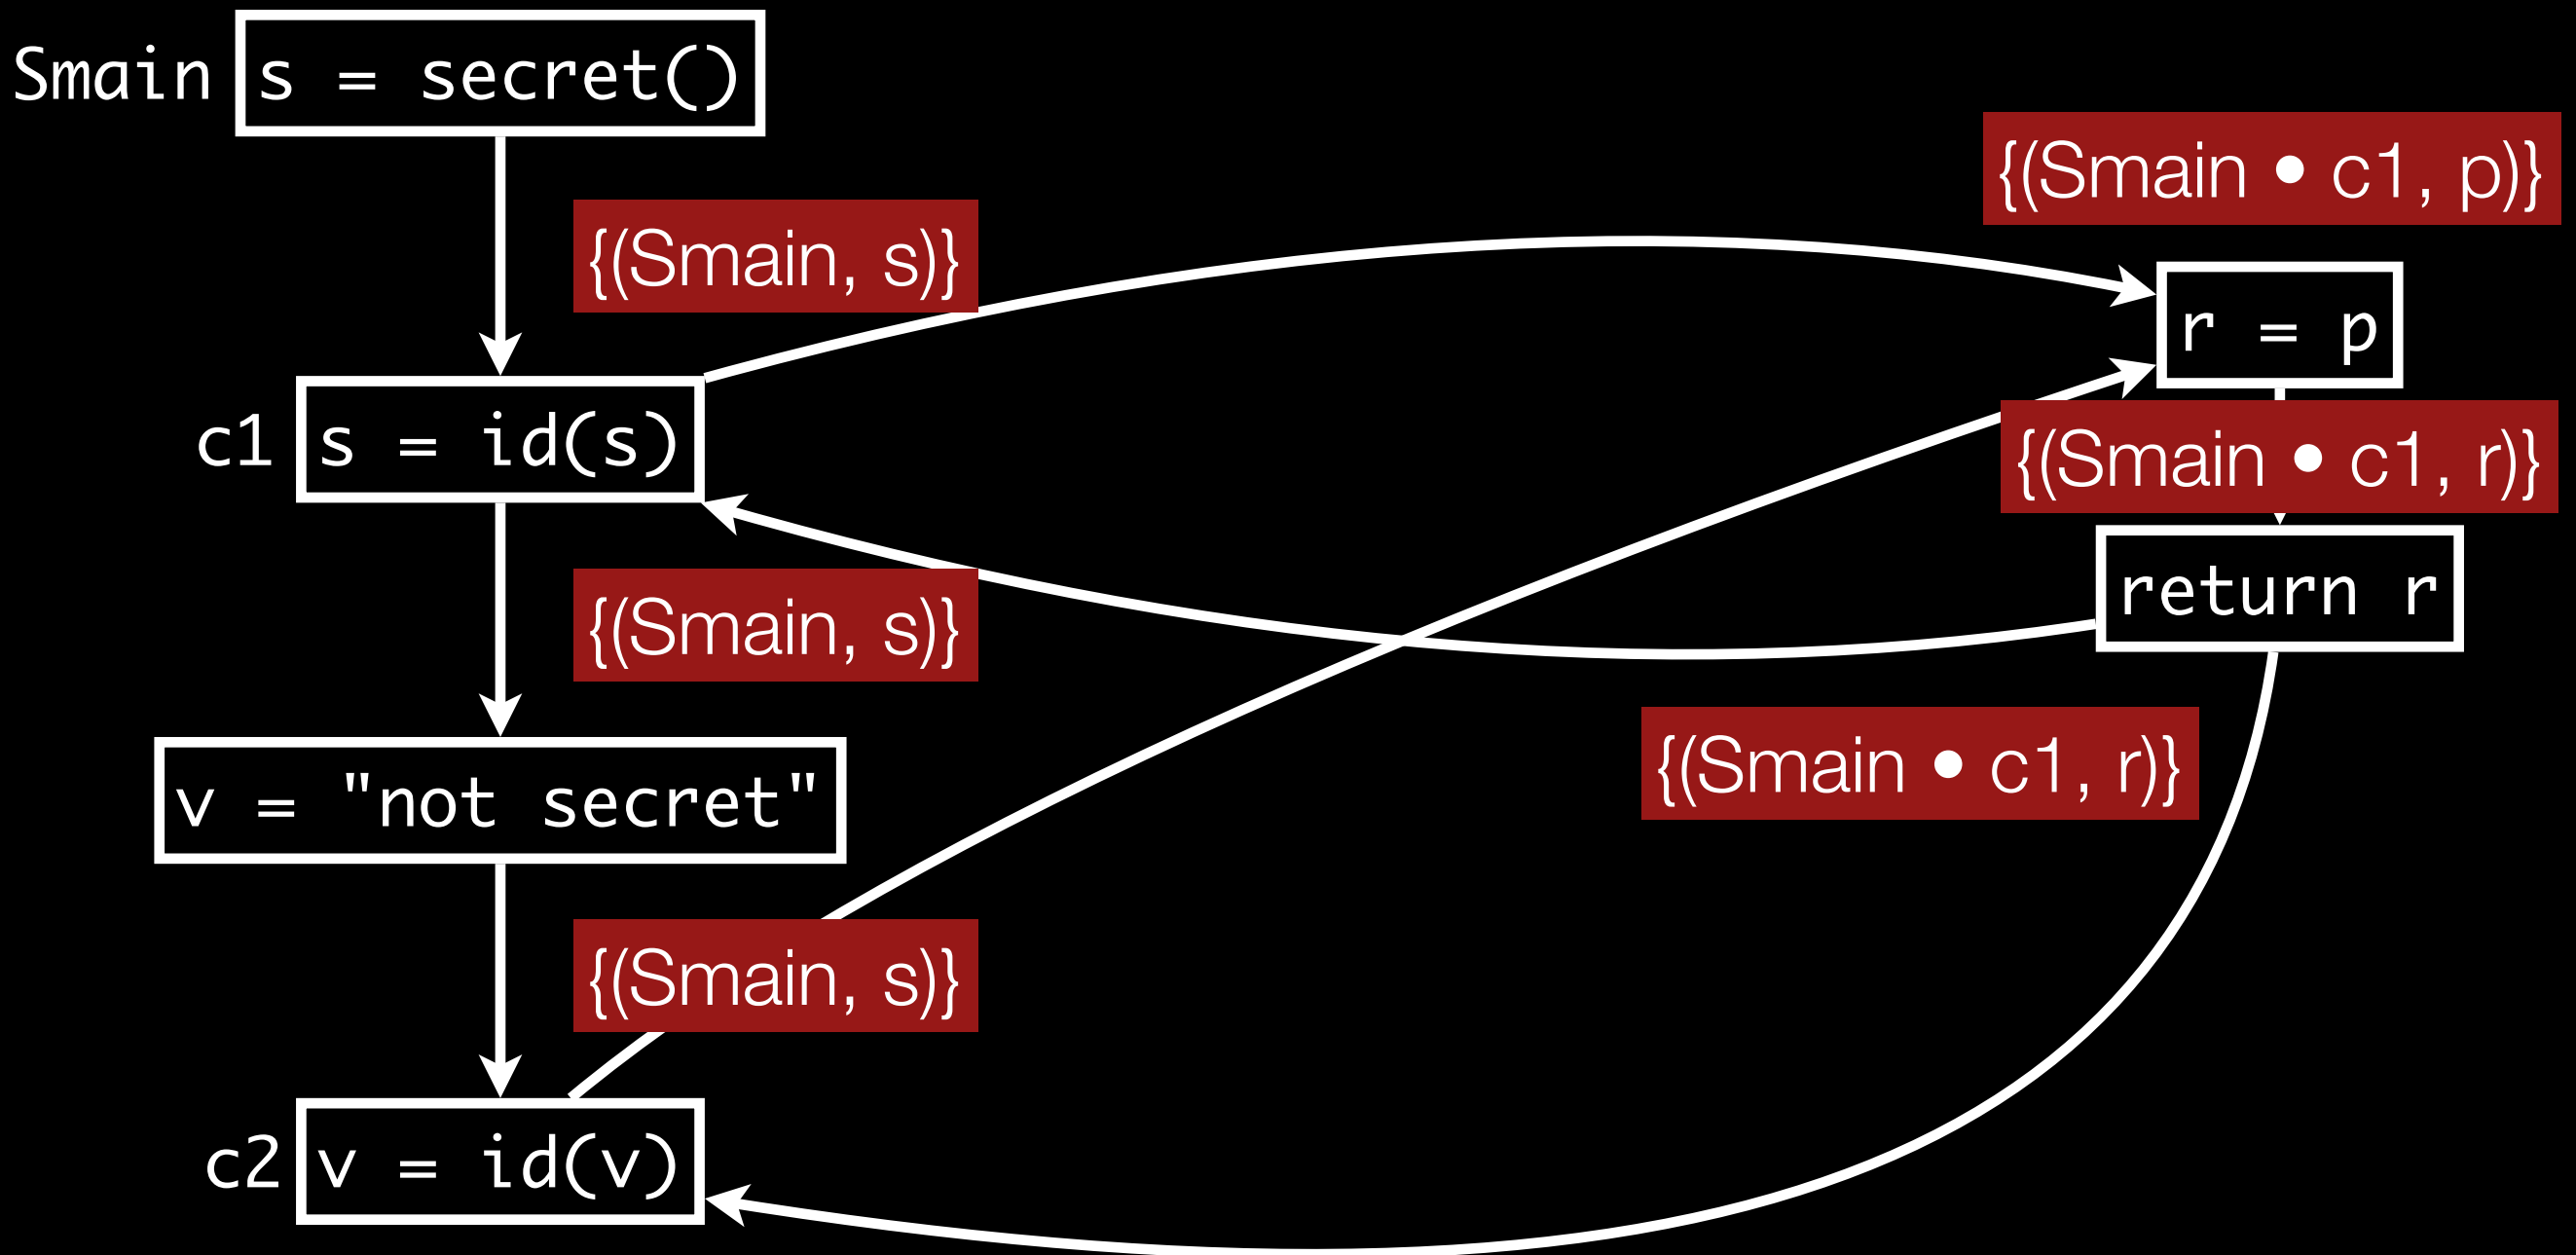 Smain s = secret()
{(Smain • c1, p)}
{(Smain, s)}
r = p
c1 s = id(s)
{(Smain • c1, r)}
return r
{(Smain, s)}
{(Smain • c1, r)}
v = "not secret"
{(Smain, s)}
c2 v = id(v)